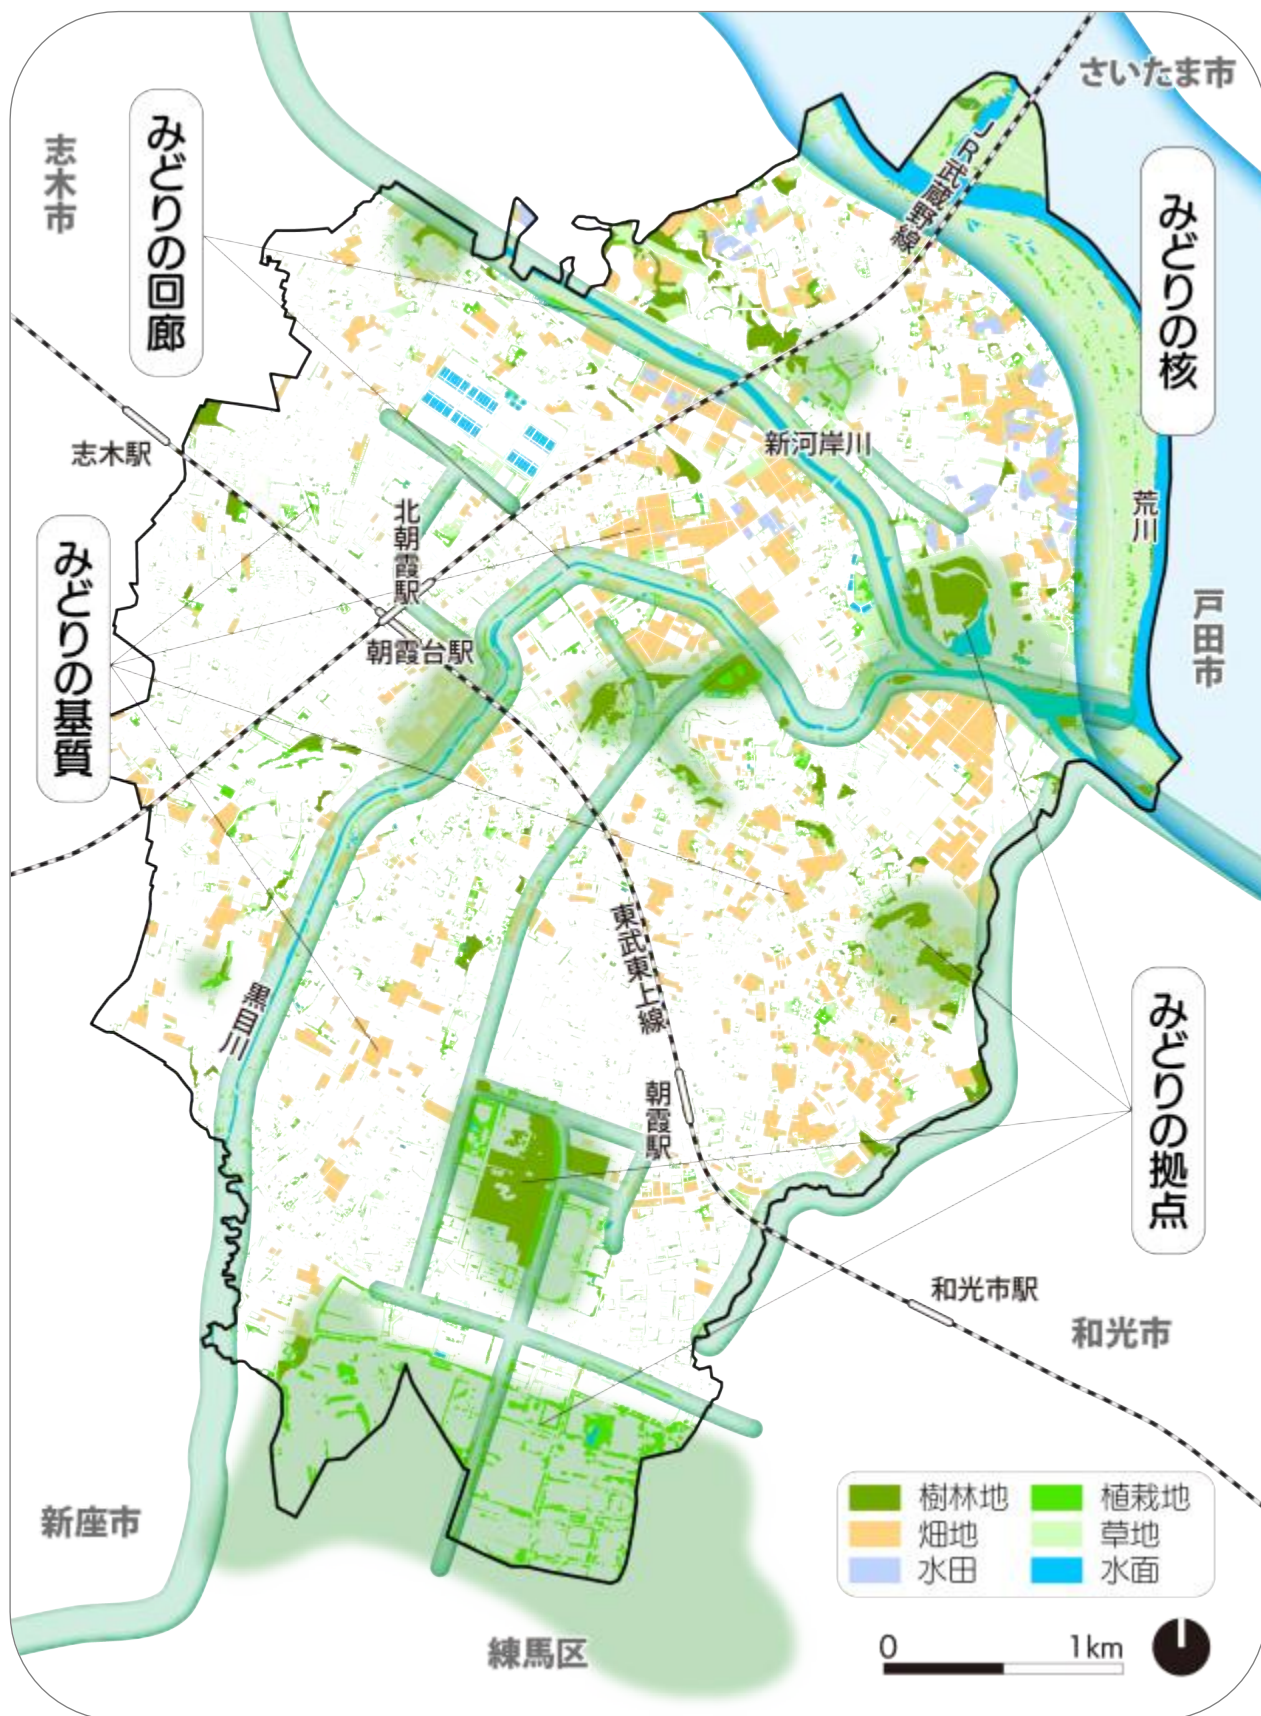 さいたま市
志木市
みどりの回廊
JR武蔵野線
みどりの核
志木駅
新河岸川
北朝霞駅
荒川
みどりの基質
朝霞台駅
戸田市
東武東上線
黒目川
みどりの拠点
朝霞駅
和光市駅
和光市
新座市
練馬区
樹林地
植栽地
畑地
草地
水田
水面
0 1km